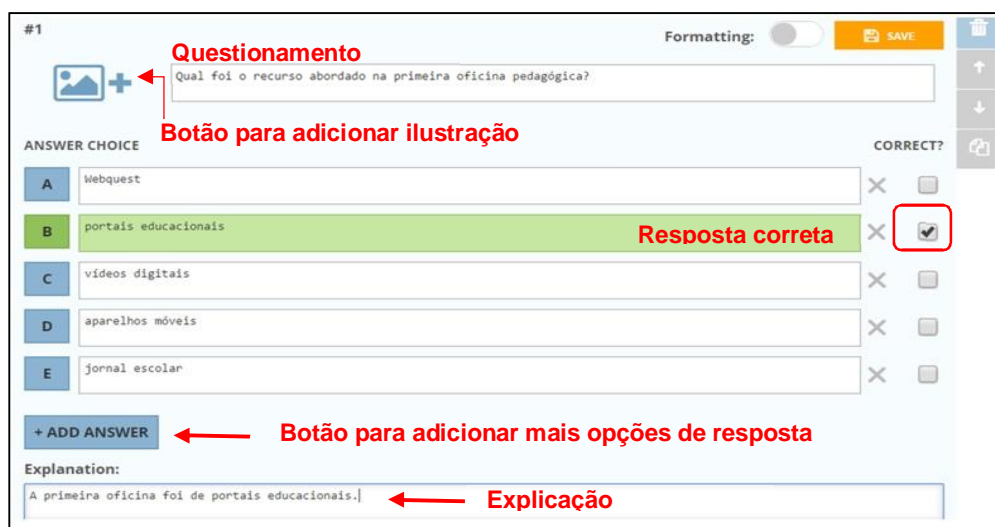 #1
Formatting:
SAVE
Questionamento
Qual foi o recurso abordado na primeira oficina pedagógica?
Botão para adicionar ilustração
ANSWER CHOICE
CORRECT?
A
Webquest
B
portais educacionais
Resposta correta
C
vídeos digitais
D
aparelhos móveis
E
jornal escolar
+ ADD ANSWER
Botão para adicionar mais opções de resposta
Explanation:
A primeira oficina foi de portais educacionais.
Explicação